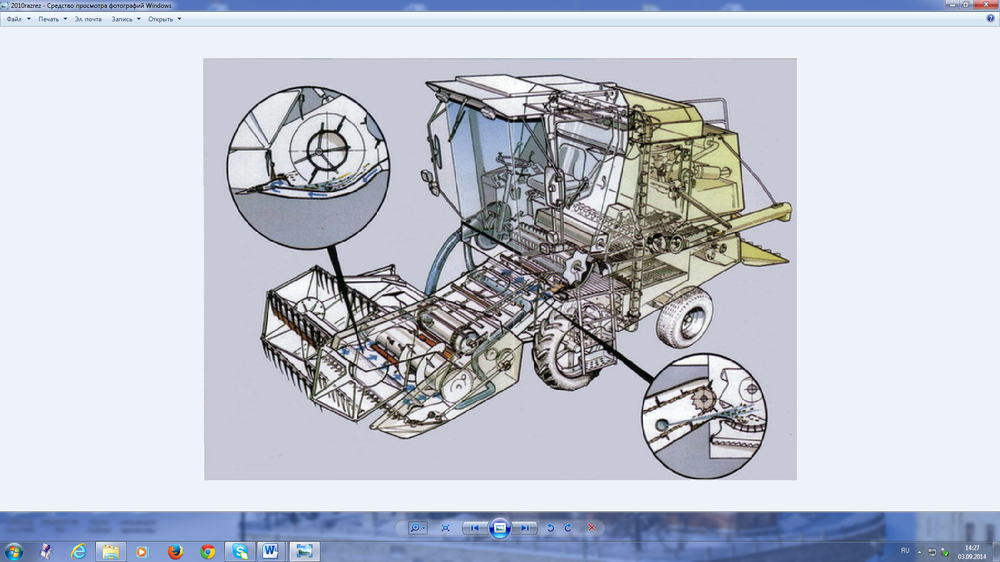 2010razrez - Средство просмотра фотографий Windows
Файл Печать Эл. почта Запись Открыть
RU
14:27
03.09.2014